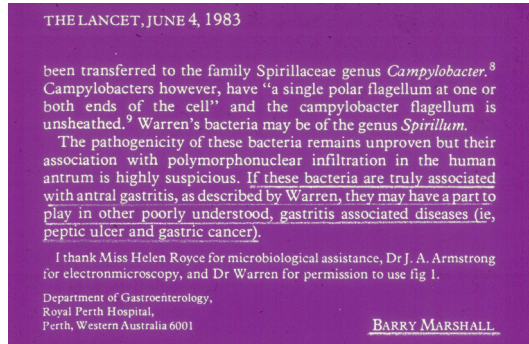 THE LANCET, JUNE 4, 1983
been transferred to the family Spirillaceae genus Campylobacter.8
Campylobacters however, have "a single polar flagellum at one or
both ends of the cell" and the campylobacter flagellum is
unsheathed.9 Warren's bacteria may be of the genus Spirillum.
The pathogenicity of these bacteria remains unproven but their
association with polymorphonuclear infiltration in the human
antrum is highly suspicious. If these bacteria are truly associated
with antral gastritis, as described by Warren, they may have a part to
play in other poorly understood, gastritis associated diseases (ie,
peptic ulcer and gastric cancer).
I thank Miss Helen Royce for microbiological assistance, Dr J. A. Armstrong
for electronmicroscopy, and Dr Warren for permission to use fig 1.
Department of Gastroenterology,
Royal Perth Hospital,
Perth, Western Australia 6001
BARRY MARSHALL